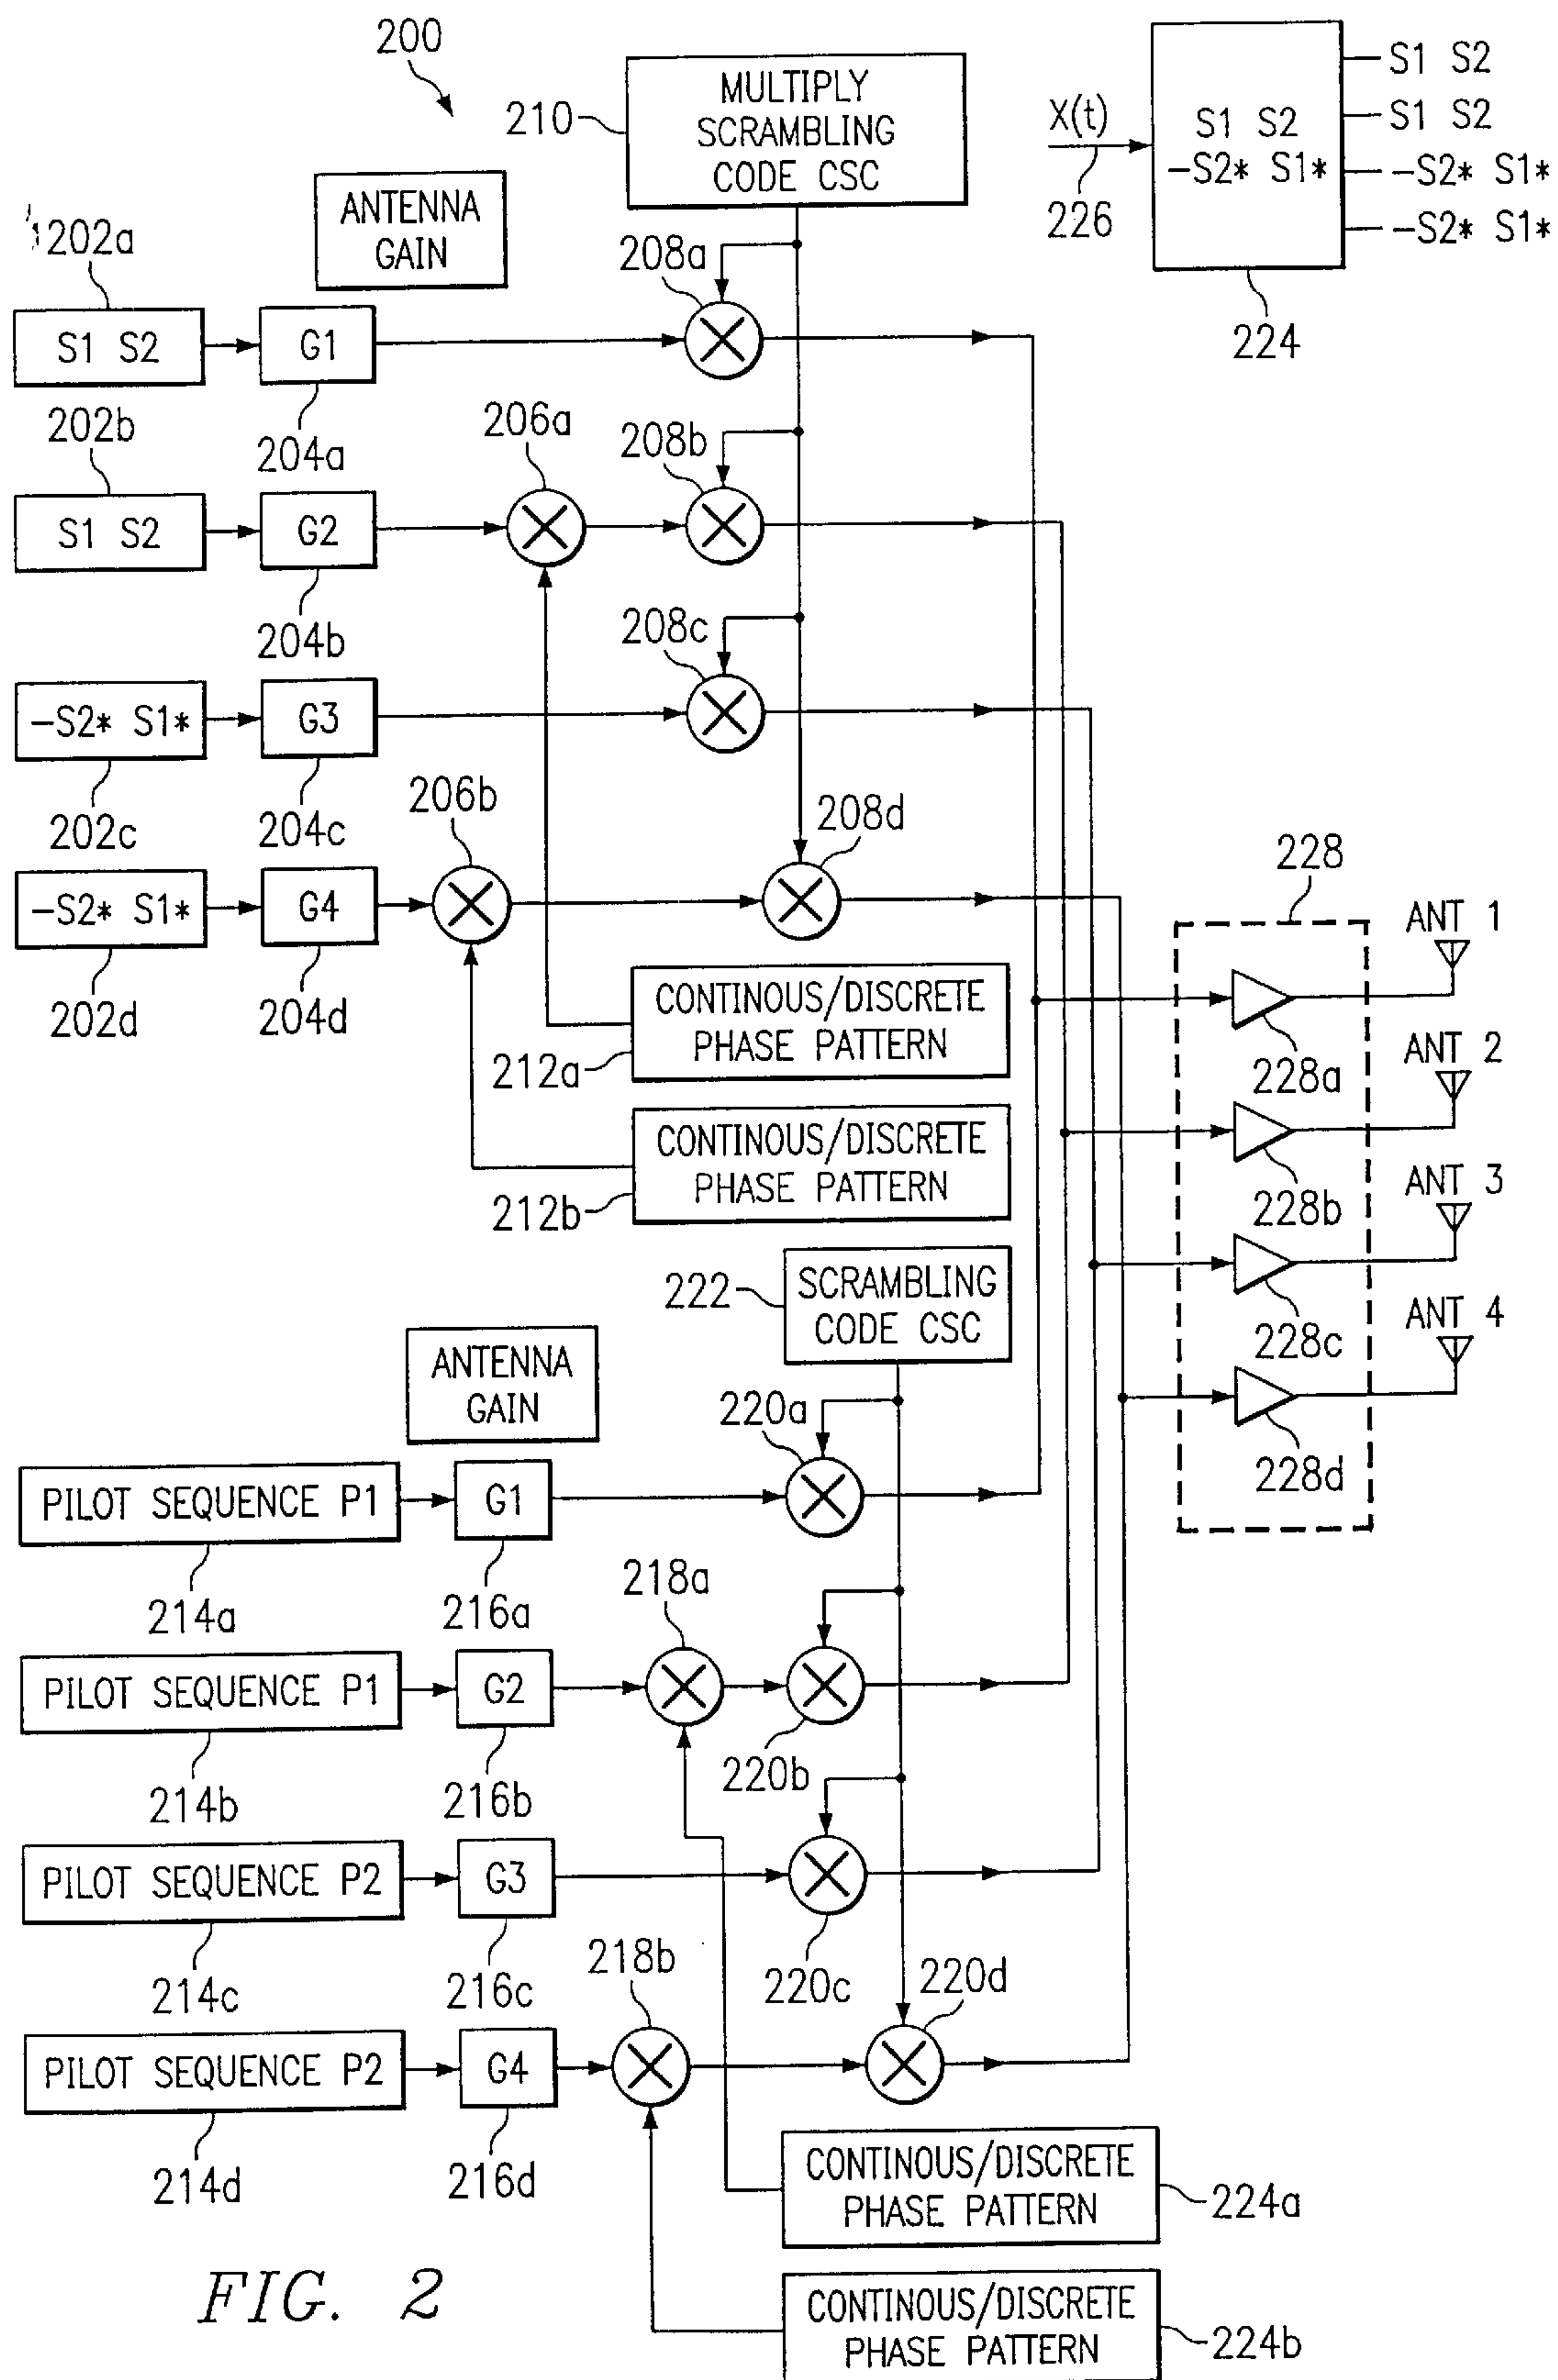 200
MULTIPLY
SCRAMBLING
CODE CSC
210
X(t)
226
S1 S2
-S2* S1*
S1 S2
S1 S2
-S2* S1*
-S2* S1*
224
ANTENNA
GAIN
202a
S1 S2
G1
204a
208a
202b
S1 S2
G2
204b
206a
208b
-S2* S1*
202c
G3
204c
208c
-S2* S1*
202d
G4
204d
206b
208d
CONTINOUS/DISCRETE
PHASE PATTERN
212a
CONTINOUS/DISCRETE
PHASE PATTERN
212b
228
ANT 1
228a
ANT 2
228b
ANT 3
228c
ANT 4
228d
222
SCRAMBLING
CODE CSC
ANTENNA
GAIN
220a
PILOT SEQUENCE P1
214a
G1
216a
218a
PILOT SEQUENCE P1
214b
G2
216b
220b
PILOT SEQUENCE P2
214c
G3
216c
220c
218b
220d
PILOT SEQUENCE P2
214d
G4
216d
CONTINOUS/DISCRETE
PHASE PATTERN
224a
CONTINOUS/DISCRETE
PHASE PATTERN
224b
FIG. 2